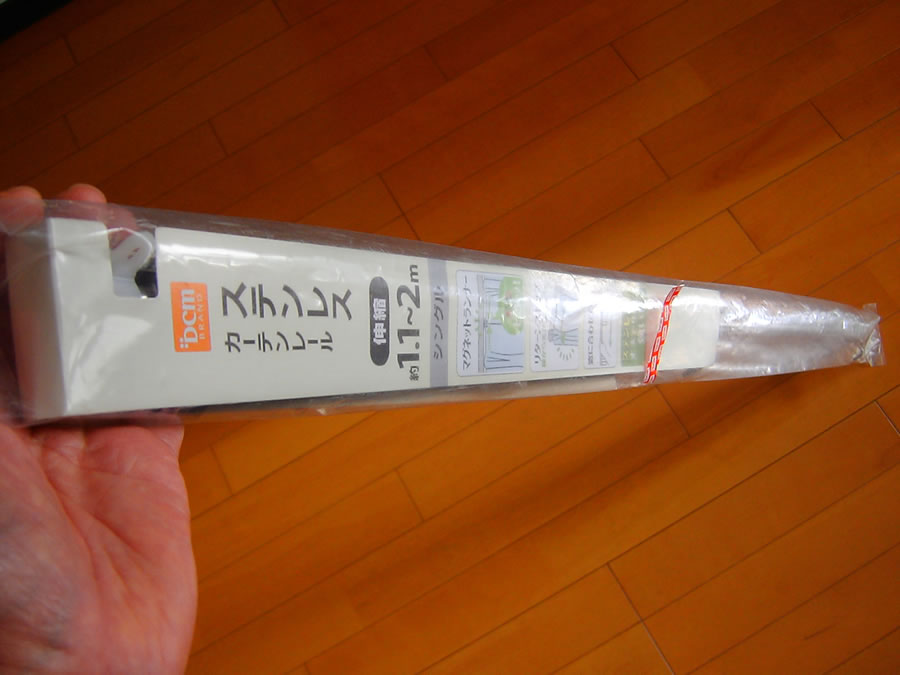 DCM
BRAND
ステンレス
カーテンレール
伸縮
約1.1~2m
シングル
マグネットランナー